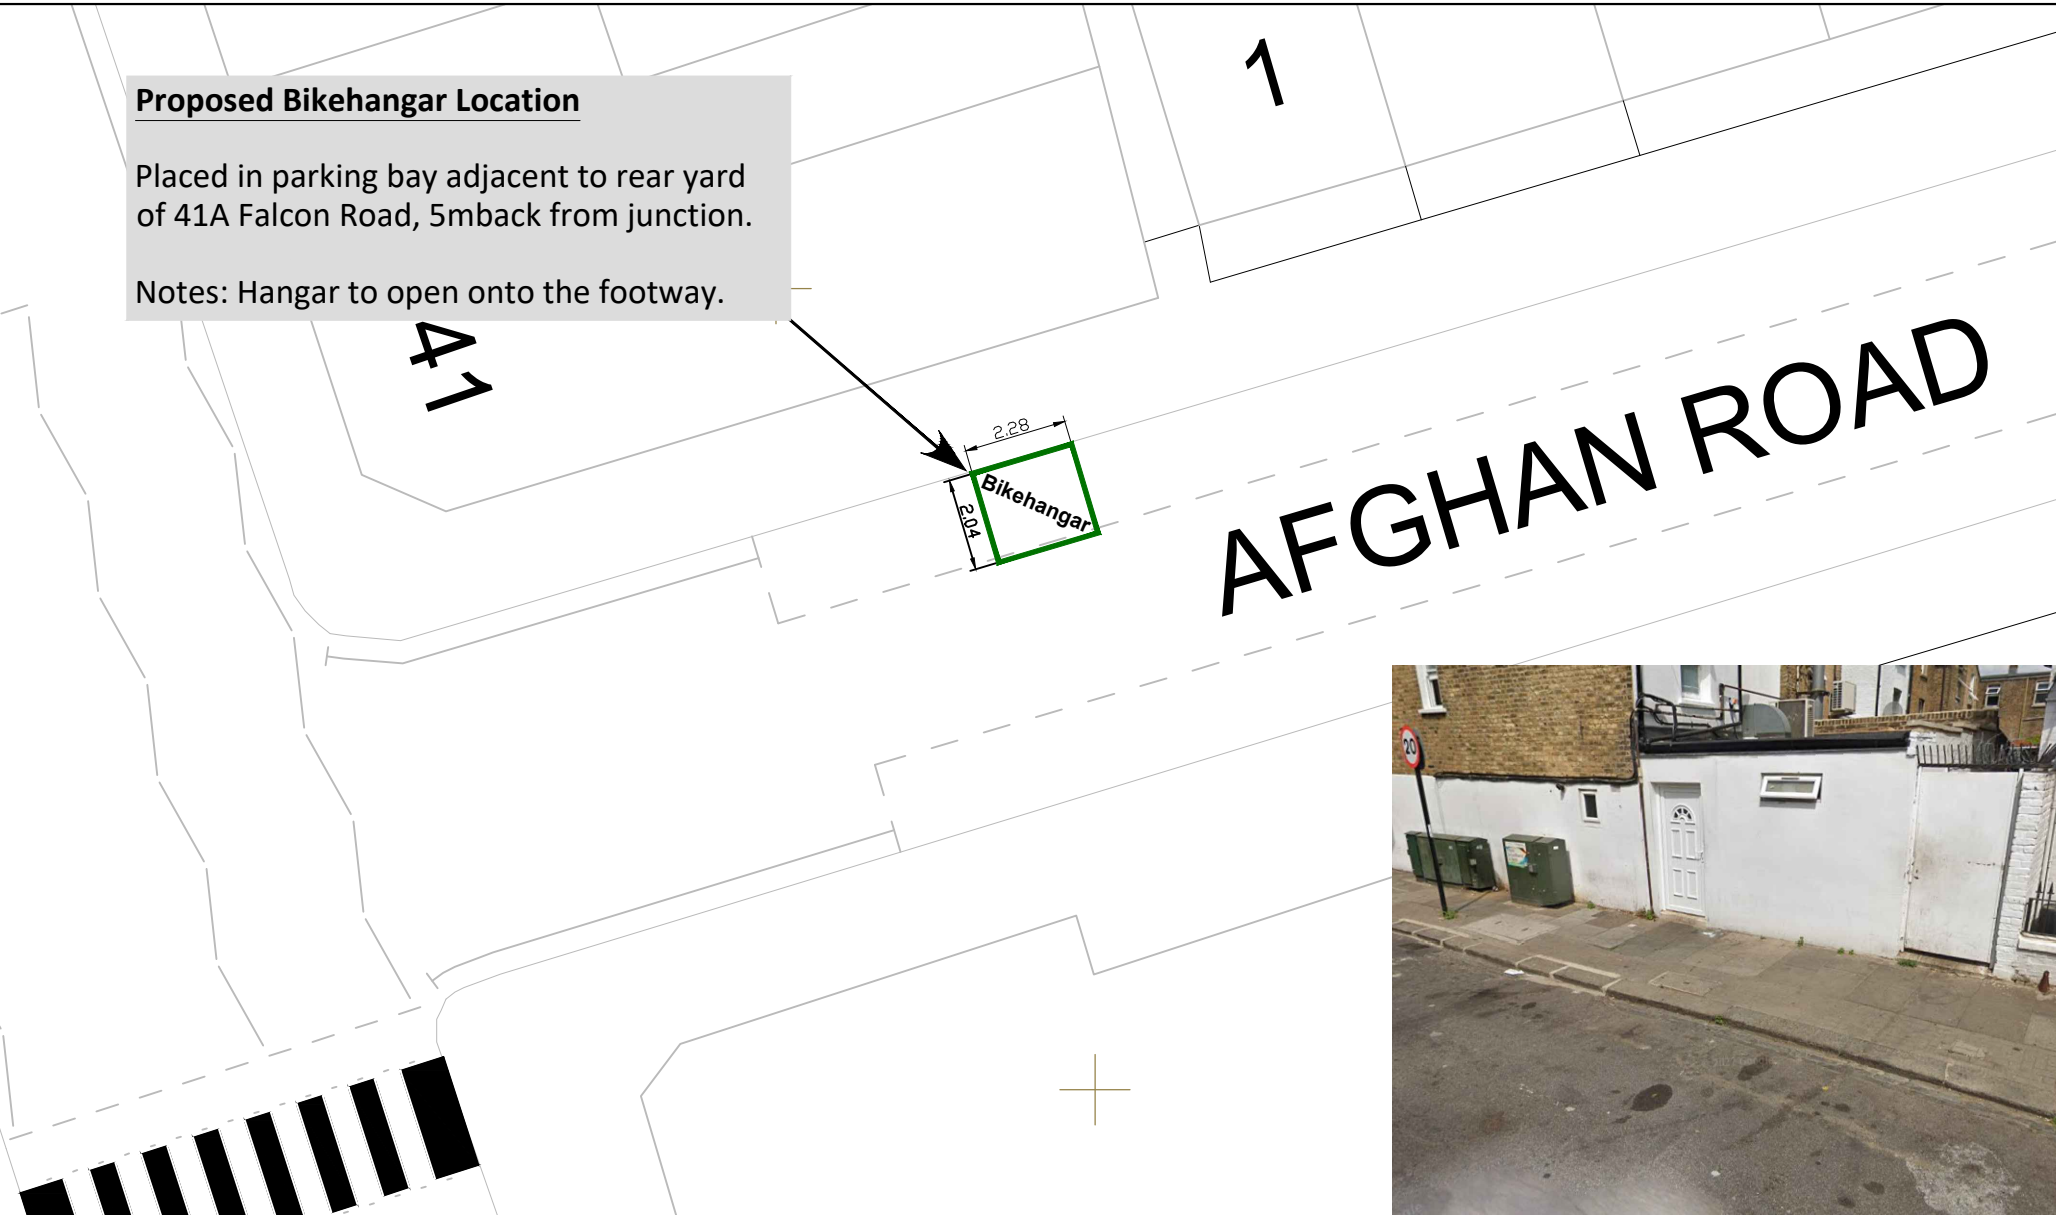 Proposed Bikehangar Location
Placed in parking bay adjacent to rear yard
of 41A Falcon Road, 5mback from junction.
Notes: Hangar to open onto the footway.
1
41
2.28
2.04
Bikehangar
AFGHAN ROAD
20